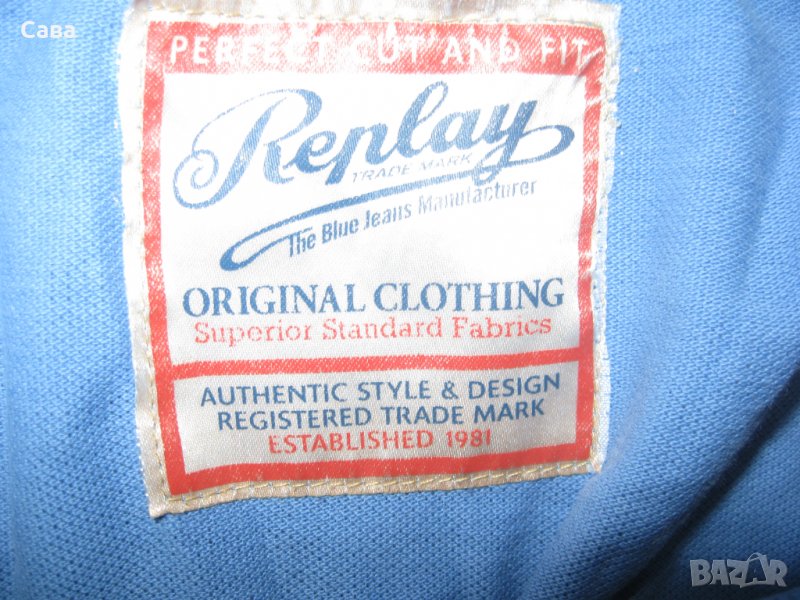 Сава
PERFECT CUT AND FIT
Replay
TRADE MARK
The Blue Jeans Manufacturer
ORIGINAL CLOTHING
Superior Standard Fabrics
AUTHENTIC STYLE & DESIGN
REGISTERED TRADE MARK
ESTABLISHED 1981
BAZAR